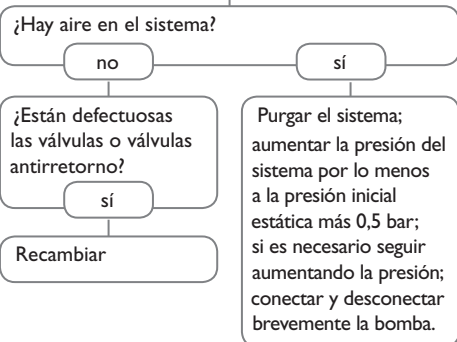 ¿Hay aire en el sistema?
no
sí
¿Están defectuosas
las válvulas o válvulas
antirretorno?
sí
Recambiar
Purgar el sistema;
aumentar la presión del
sistema por lo menos
a la presión inicial
estática más 0,5 bar;
si es necesario seguir
aumentando la presión;
conectar y desconectar
brevemente la bomba.